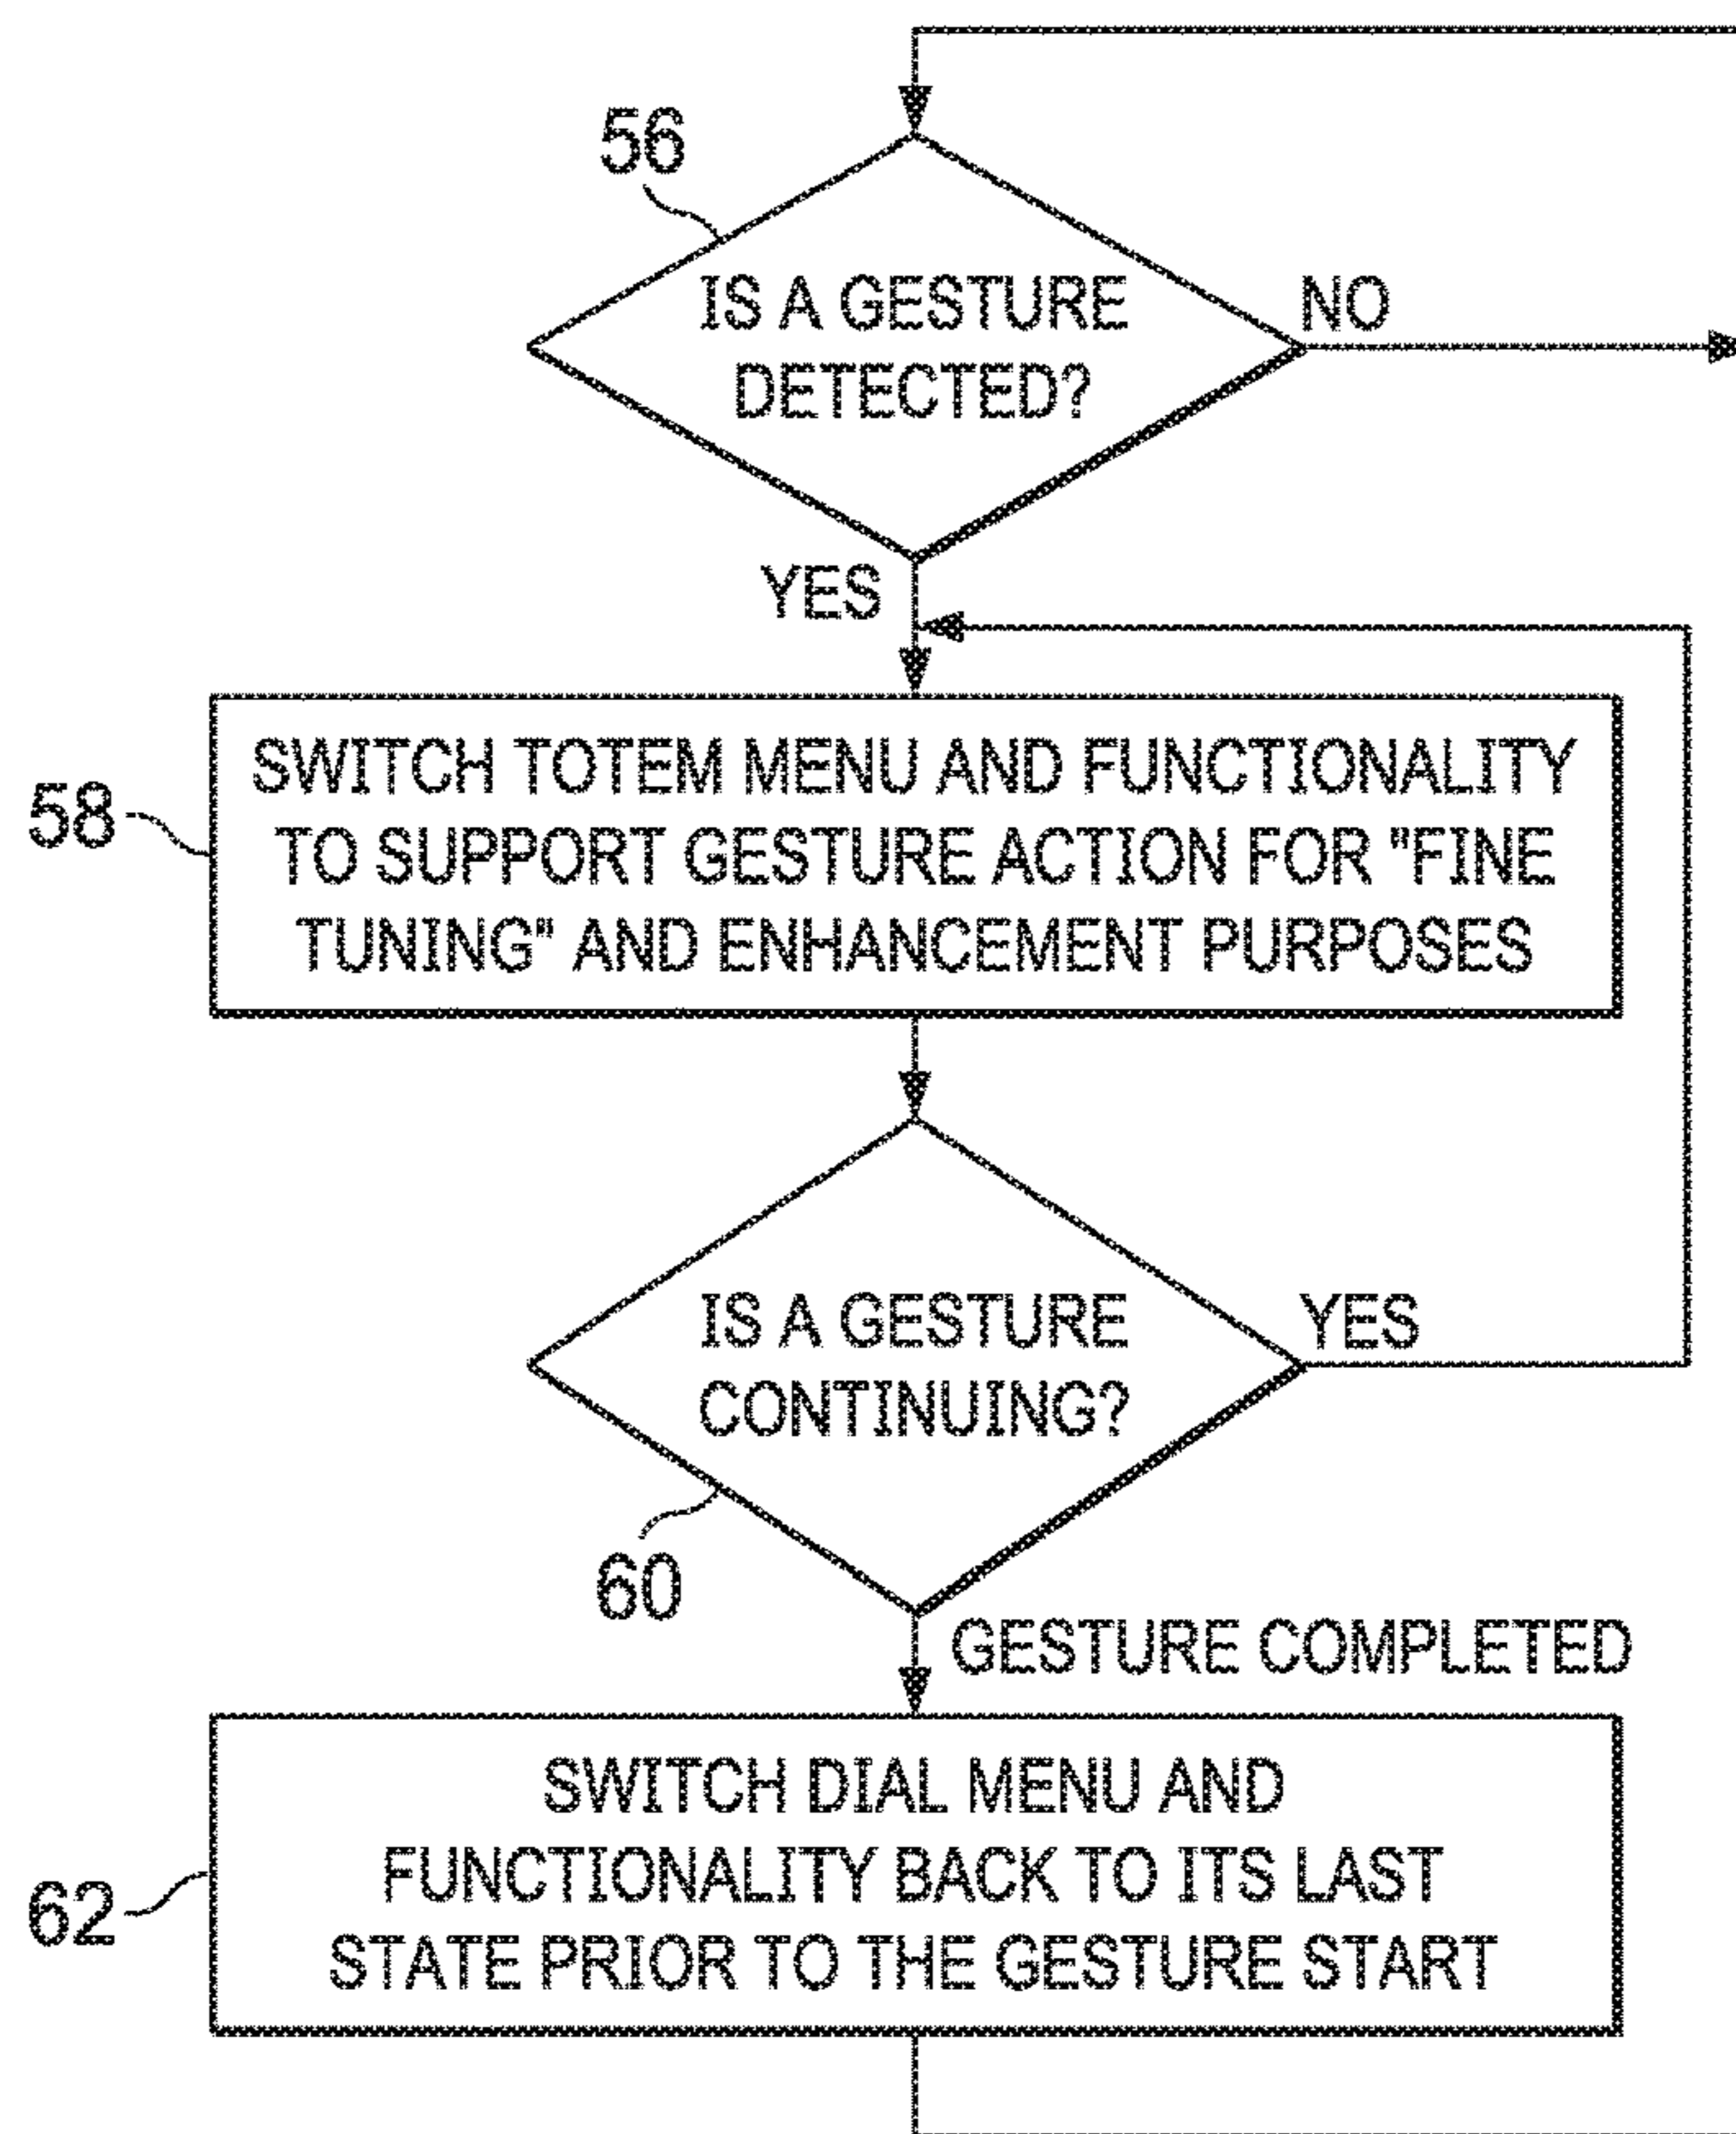 56
IS A GESTURE
DETECTED?
NO
YES
58
SWITCH TOTEM MENU AND FUNCTIONALITY
TO SUPPORT GESTURE ACTION FOR "FINE
TUNING" AND ENHANCEMENT PURPOSES
IS A GESTURE
CONTINUING?
YES
60
GESTURE COMPLETED
62
SWITCH DIAL MENU AND
FUNCTIONALITY BACK TO ITS LAST
STATE PRIOR TO THE GESTURE START